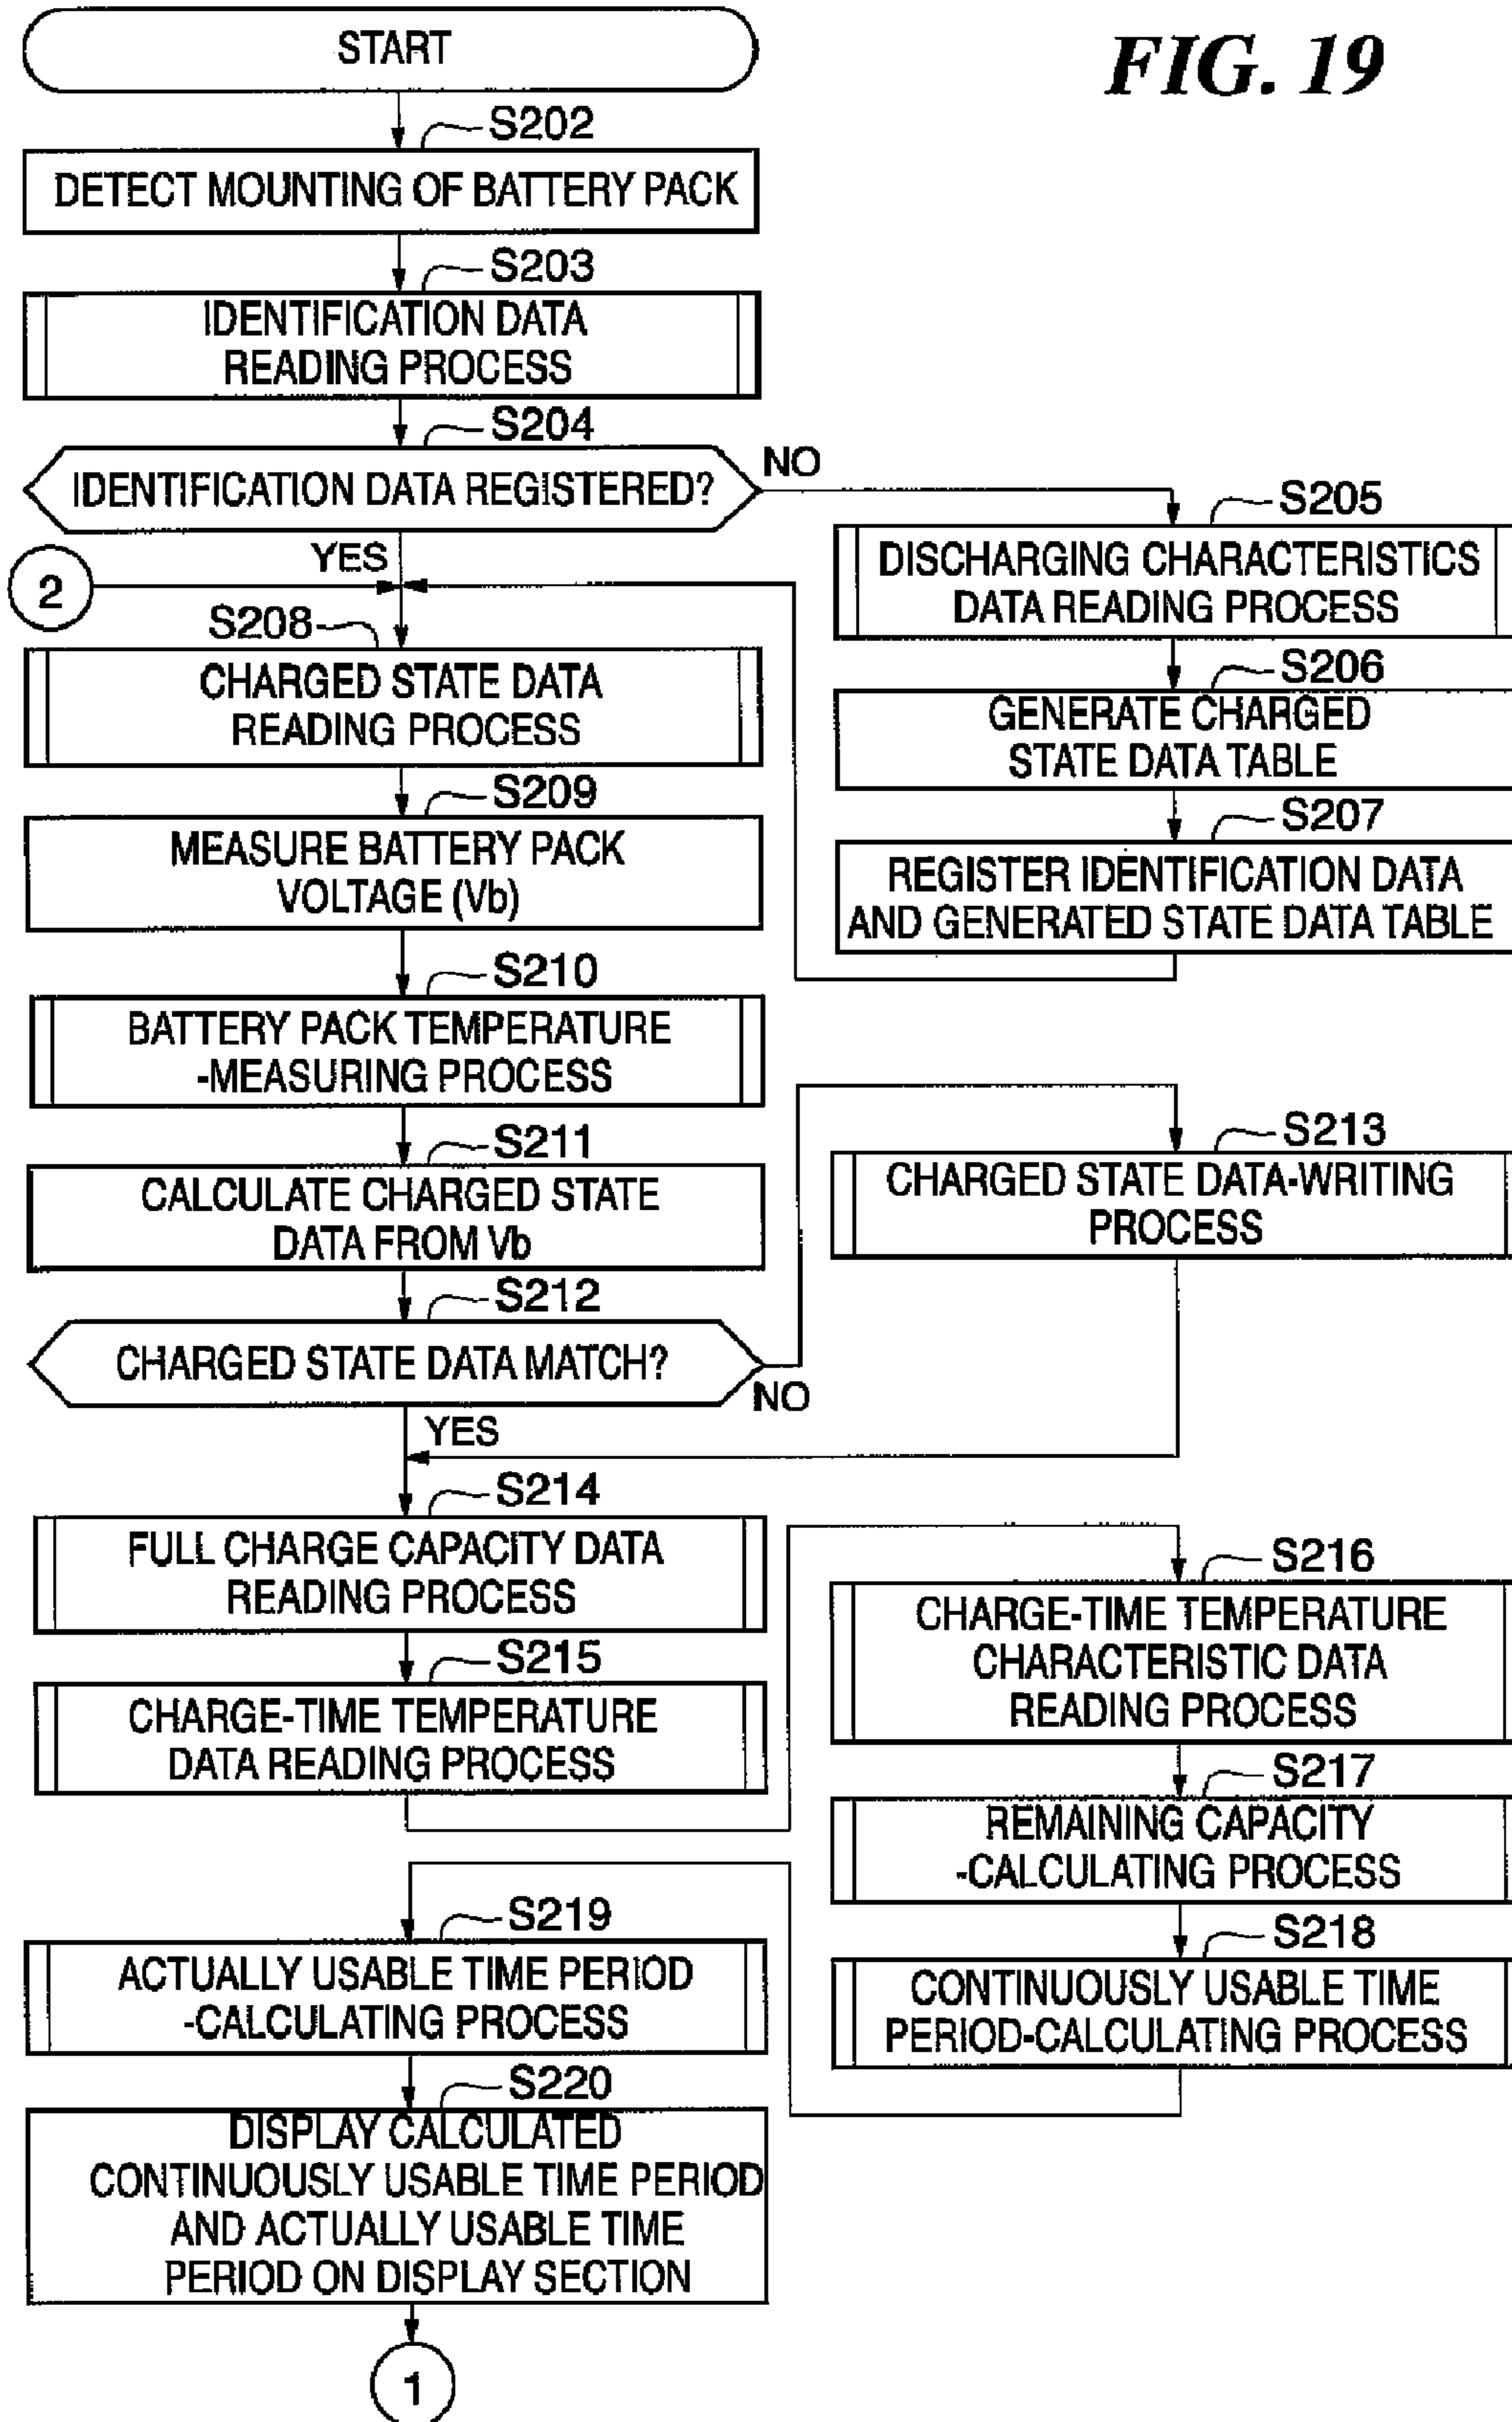 FIG. 19
START
S202
DETECT MOUNTING OF BATTERY PACK
S203
IDENTIFICATION DATA
READING PROCESS
S204
IDENTIFICATION DATA REGISTERED?
NO
YES
2
S205
DISCHARGING CHARACTERISTICS
DATA READING PROCESS
S206
GENERATE CHARGED
STATE DATA TABLE
S207
REGISTER IDENTIFICATION DATA
AND GENERATED STATE DATA TABLE
S208
CHARGED STATE DATA
READING PROCESS
S209
MEASURE BATTERY PACK
VOLTAGE (Vb)
S210
BATTERY PACK TEMPERATURE
-MEASURING PROCESS
S211
CALCULATE CHARGED STATE
DATA FROM Vb
S212
CHARGED STATE DATA MATCH?
NO
YES
S213
CHARGED STATE DATA-WRITING
PROCESS
S214
FULL CHARGE CAPACITY DATA
READING PROCESS
S215
CHARGE-TIME TEMPERATURE
DATA READING PROCESS
S216
CHARGE-TIME TEMPERATURE
CHARACTERISTIC DATA
READING PROCESS
S217
REMAINING CAPACITY
-CALCULATING PROCESS
S218
CONTINUOUSLY USABLE TIME
PERIOD-CALCULATING PROCESS
S219
ACTUALLY USABLE TIME PERIOD
-CALCULATING PROCESS
S220
DISPLAY CALCULATED
CONTINUOUSLY USABLE TIME PERIOD
AND ACTUALLY USABLE TIME
PERIOD ON DISPLAY SECTION
1